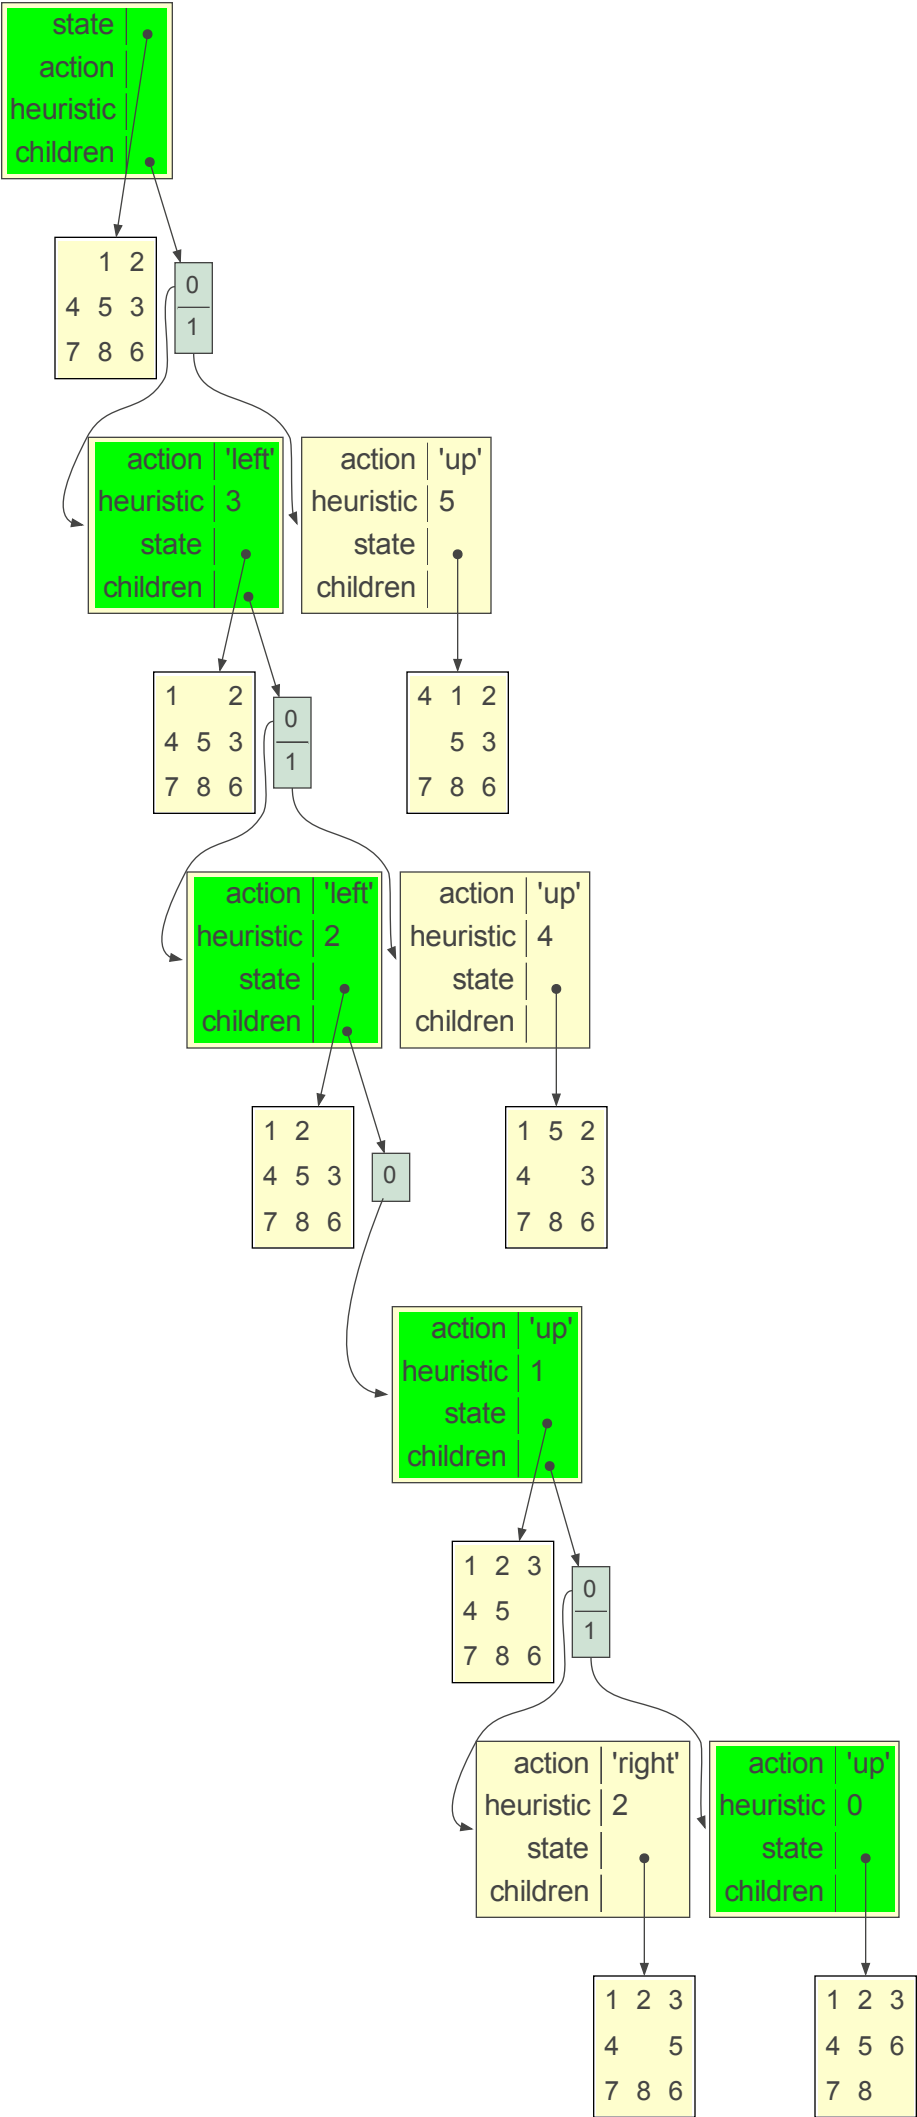 state
action
heuristic
children
1 2
4 5 3
7 8 6
0
1
action 'left'
heuristic 3
state
children
action 'up'
heuristic 5
state
children
1 2
4 5 3
7 8 6
0
1
4 1 2
5 3
7 8 6
action 'left'
heuristic 2
state
children
action 'up'
heuristic 4
state
children
1 2
4 5 3
7 8 6
0
1 5 2
4 3
7 8 6
action 'up'
heuristic 1
state
children
1 2 3
4 5
7 8 6
0
1
action 'right'
heuristic 2
state
children
action 'up'
heuristic 0
state
children
1 2 3
4 5
7 8 6
1 2 3
4 5 6
7 8